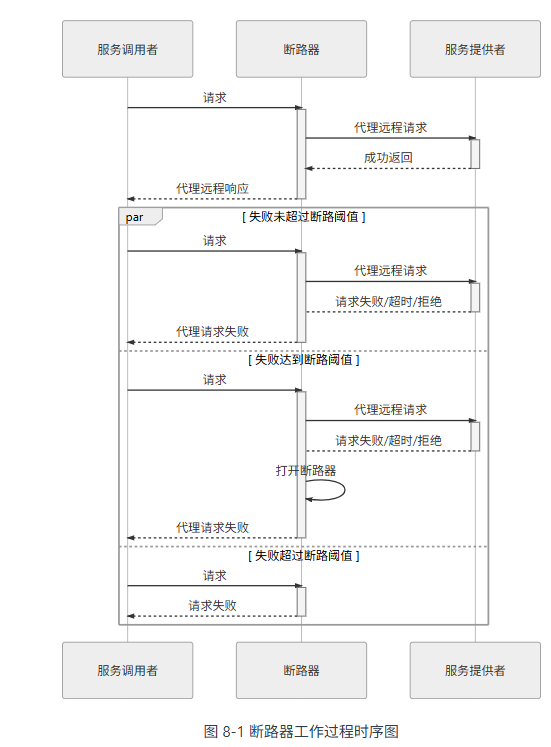 服务调用者 断路器 服务提供者
请求
代理远程请求
成功返回
代理远程响应
par [ 失败未超过断路阈值 ]
请求
代理远程请求
请求失败/超时/拒绝
代理请求失败
[ 失败达到断路阈值 ]
请求
代理远程请求
请求失败/超时/拒绝
打开断路器
代理请求失败
[ 失败超过断路阈值 ]
请求
请求失败
服务调用者 断路器 服务提供者
图 8-1 断路器工作过程时序图